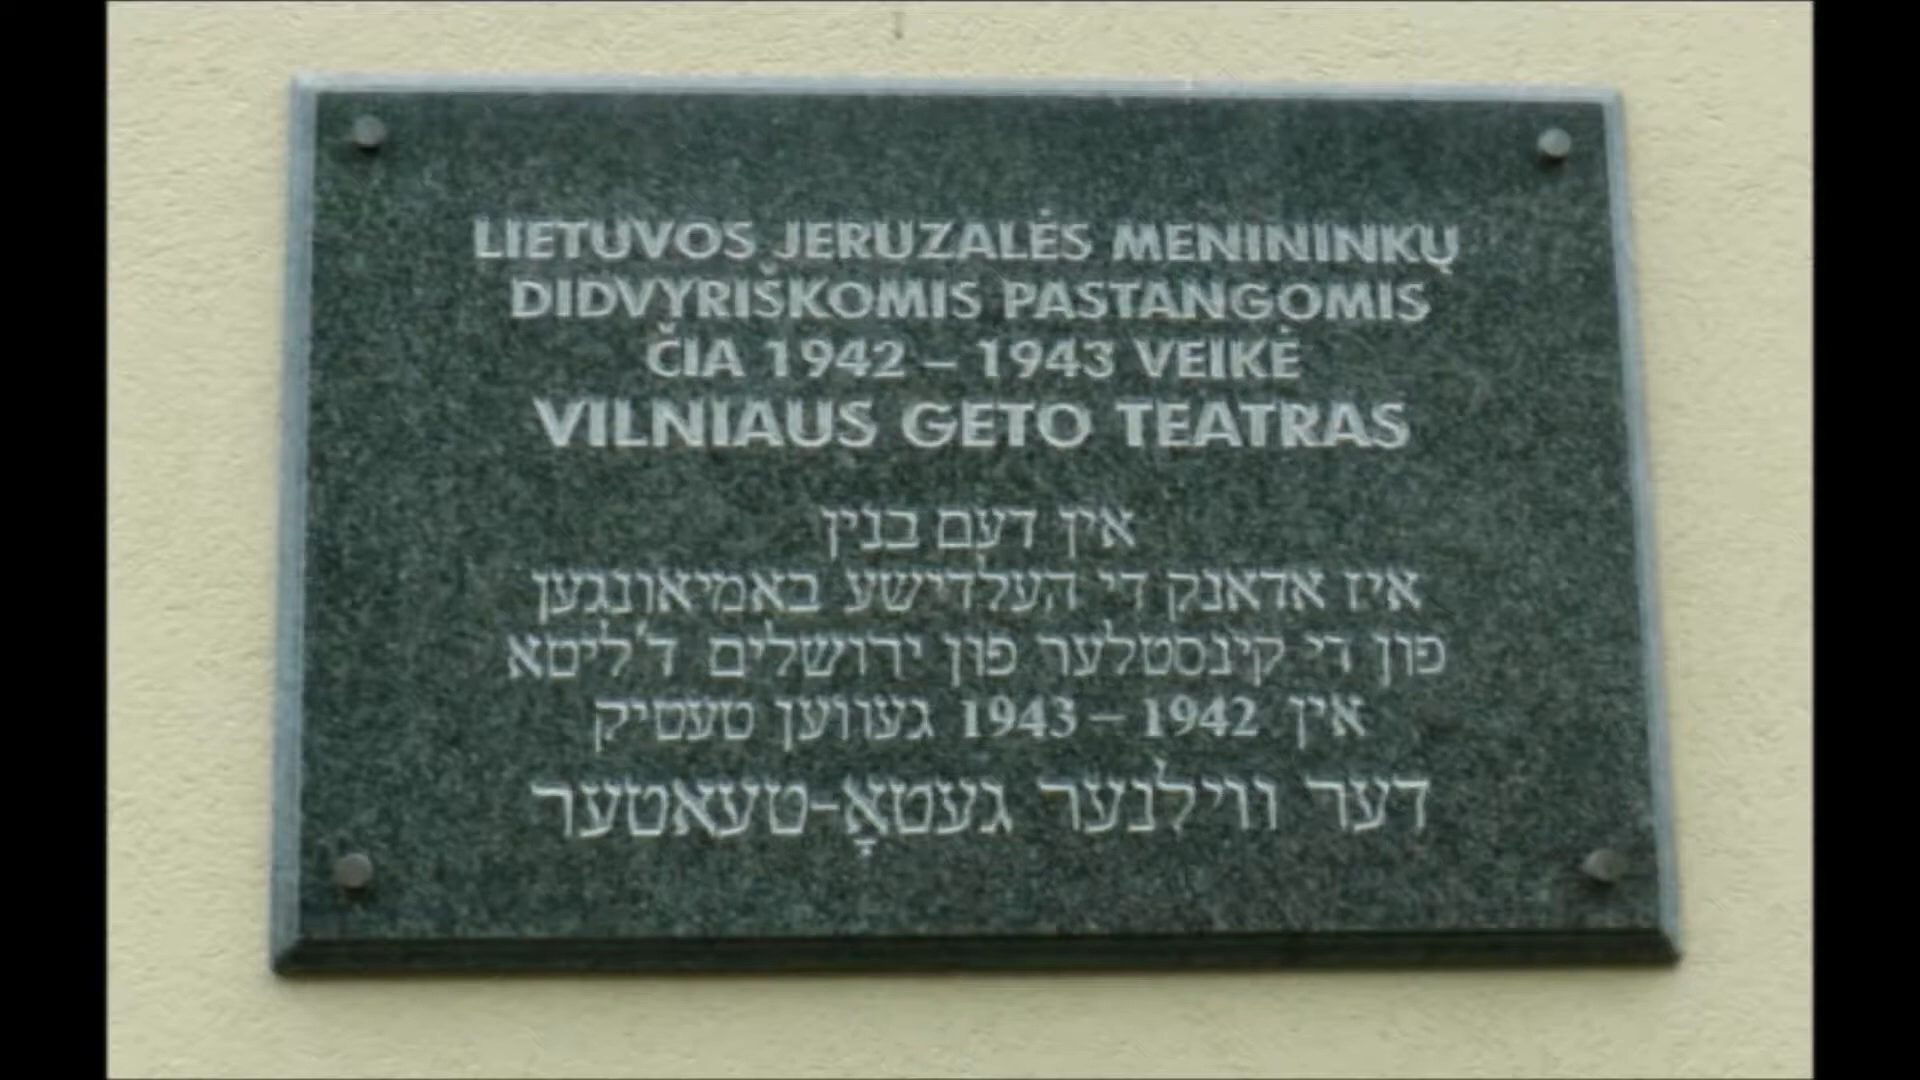 LIETUVOS JERUZALĖS MENININKŲ
DIDVYRIŠKOMIS PASTANGOMIS
ČIA 1942 – 1943 VEIKĖ
VILNIAUS GETO TEATRAS
אין דעם בנין
איז אדאנק די העלדישע באמיאונגען
פון די קינסטלער פון ירושלים ד'ליטא
אין 1942 – 1943 געווען טעטיק
דער ווילנער געטאָ-טעאטער